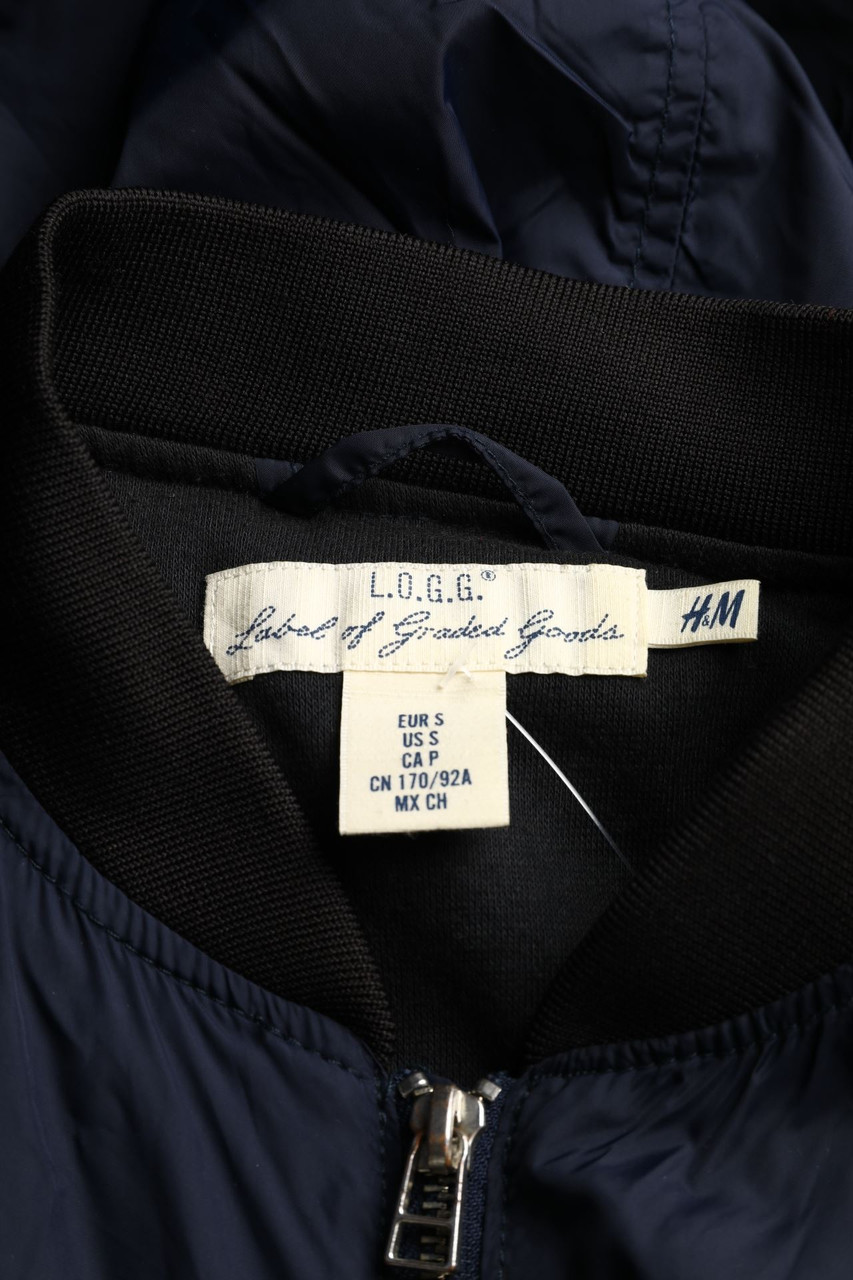 L.O.G.G.®
Label of Graded Goods
H&M
EUR S
US S
CA P
CN 170/92A
MX CH